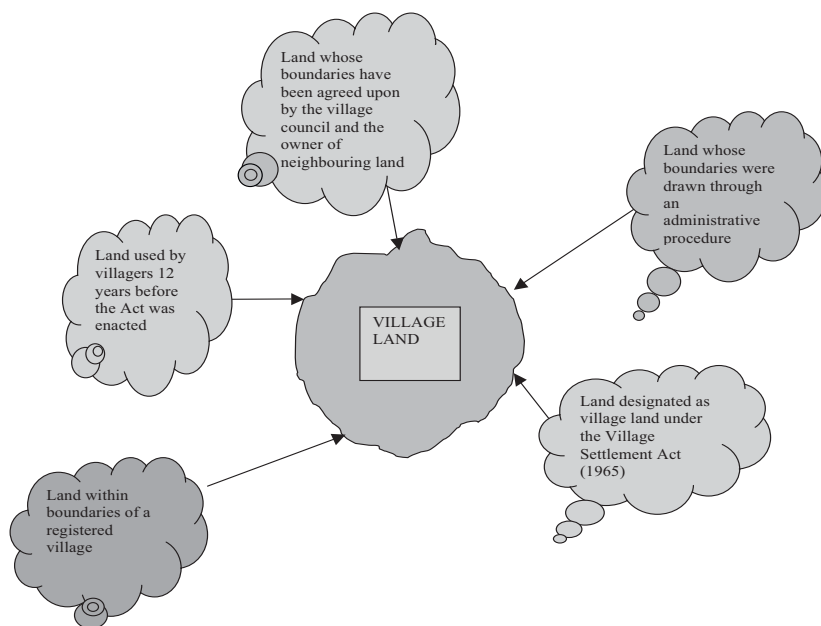 Land whose
boundaries have
been agreed upon
by the village
council and the
owner of
neighbouring land
Land whose
boundaries were
drawn through
an
administrative
procedure
Land used by
villagers 12
years before
the Act was
enacted
VILLAGE
LAND
Land designated as
village land under
the Village
Settlement Act
(1965)
Land within
boundaries of a
registered
village